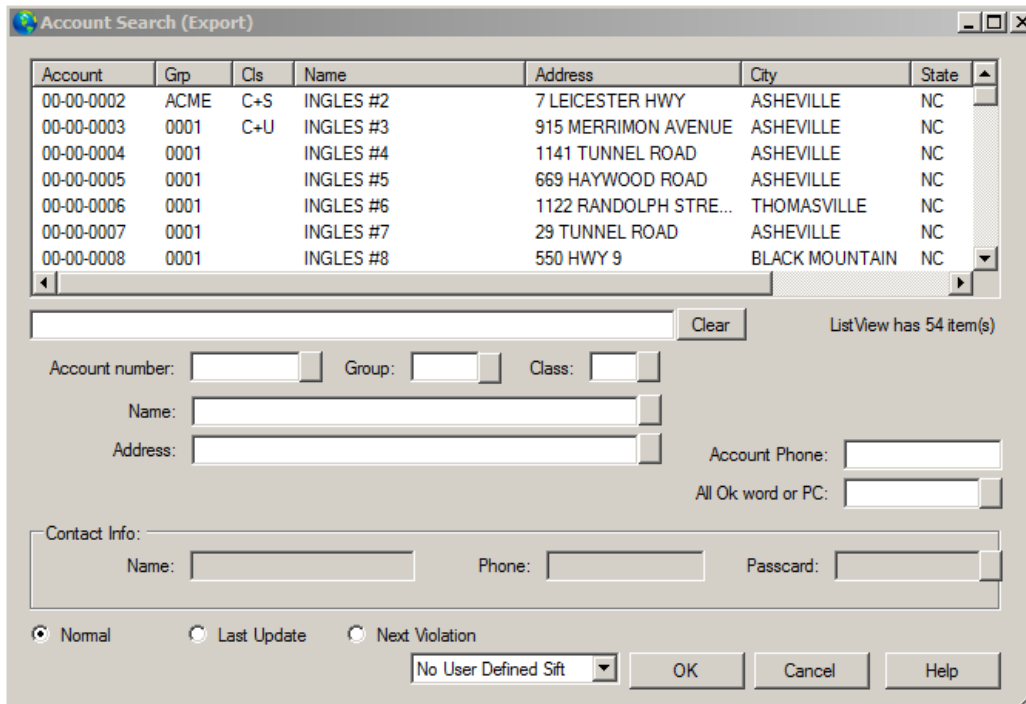 Account Search (Export)
Account Grp Cls Name Address City State
00-00-0002 ACME C+S INGLES #2 7 LEICESTER HWY ASHEVILLE NC
00-00-0003 0001 C+U INGLES #3 915 MERRIMON AVENUE ASHEVILLE NC
00-00-0004 0001 INGLES #4 1141 TUNNEL ROAD ASHEVILLE NC
00-00-0005 0001 INGLES #5 669 HAYWOOD ROAD ASHEVILLE NC
00-00-0006 0001 INGLES #6 1122 RANDOLPH STRE... THOMASVILLE NC
00-00-0007 0001 INGLES #7 29 TUNNEL ROAD ASHEVILLE NC
00-00-0008 0001 INGLES #8 550 HWY 9 BLACK MOUNTAIN NC
Clear ListView has 54 item(s)
Account number: Group: Class:
Name:
Address:
Account Phone:
All Ok word or PC:
Contact Info:
Name: Phone: Passcard:
Normal Last Update Next Violation
No User Defined Sift OK Cancel Help